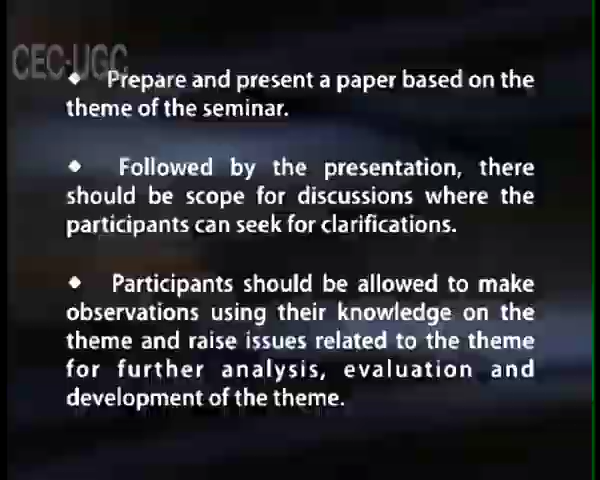 CEC-UGC
◆ Prepare and present a paper based on the
theme of the seminar.
◆ Followed by the presentation, there
should be scope for discussions where the
participants can seek for clarifications.
◆ Participants should be allowed to make
observations using their knowledge on the
theme and raise issues related to the theme
for further analysis, evaluation and
development of the theme.